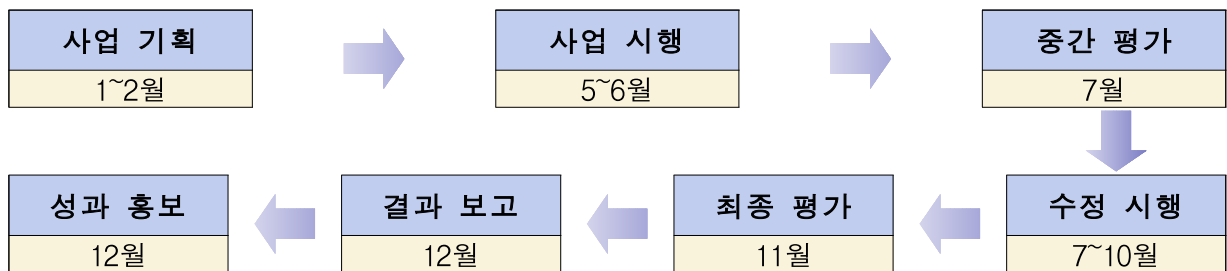 사업 기획
1~2월
사업 시행
5~6월
중간 평가
7월
수정 시행
7~10월
최종 평가
11월
결과 보고
12월
성과 홍보
12월